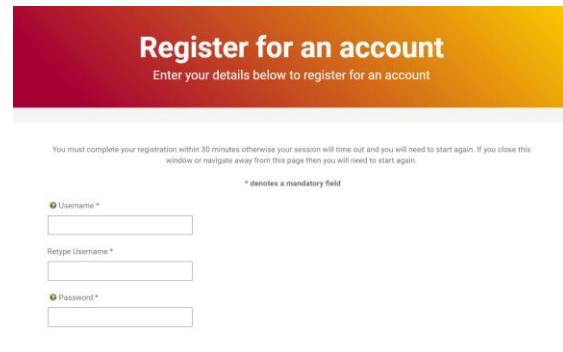 Register for an account
Enter your details below to register for an account
You must complete your registration within 30 minutes otherwise your session will time out and you will need to start again. If you close this
window or navigate away from this page then you will need to start again.
* denotes a mandatory field
Username *
Retype Username *
Password *